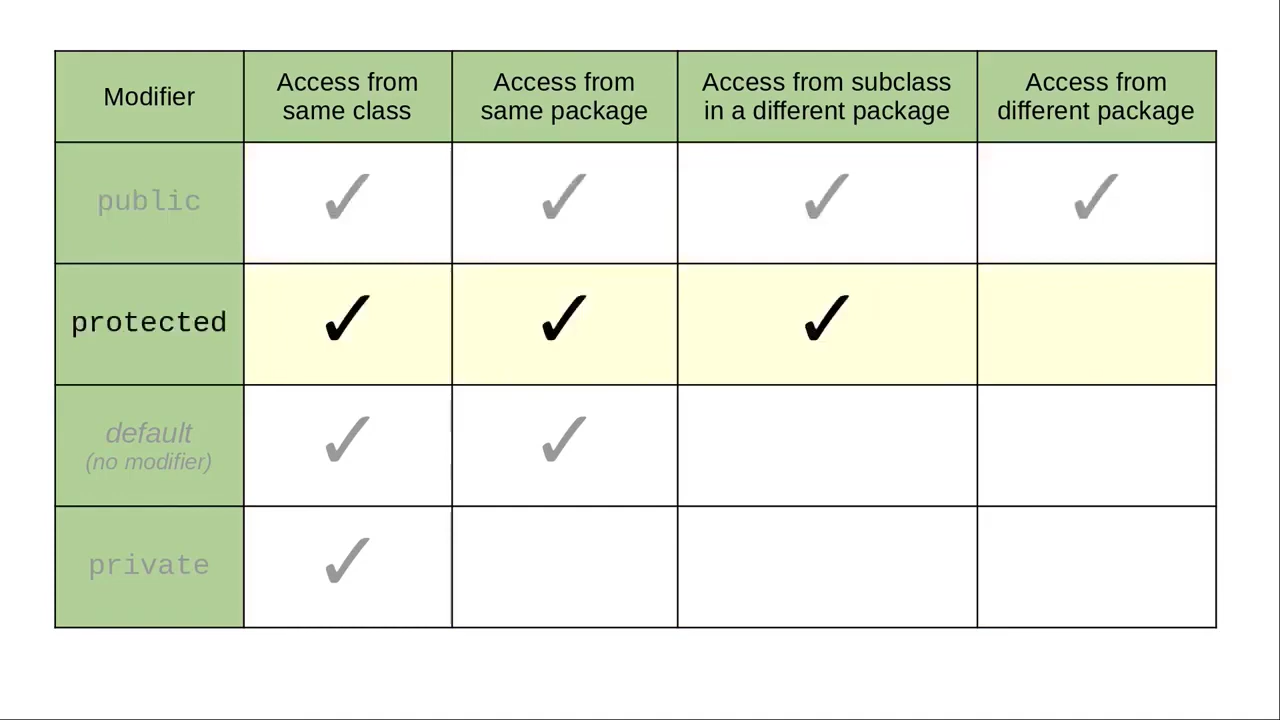 Modifier
Access from
same class
Access from
same package
Access from subclass
in a different package
Access from
different package
public
✓ ✓ ✓ ✓
protected
✓ ✓ ✓
default
(no modifier)
✓ ✓
private
✓